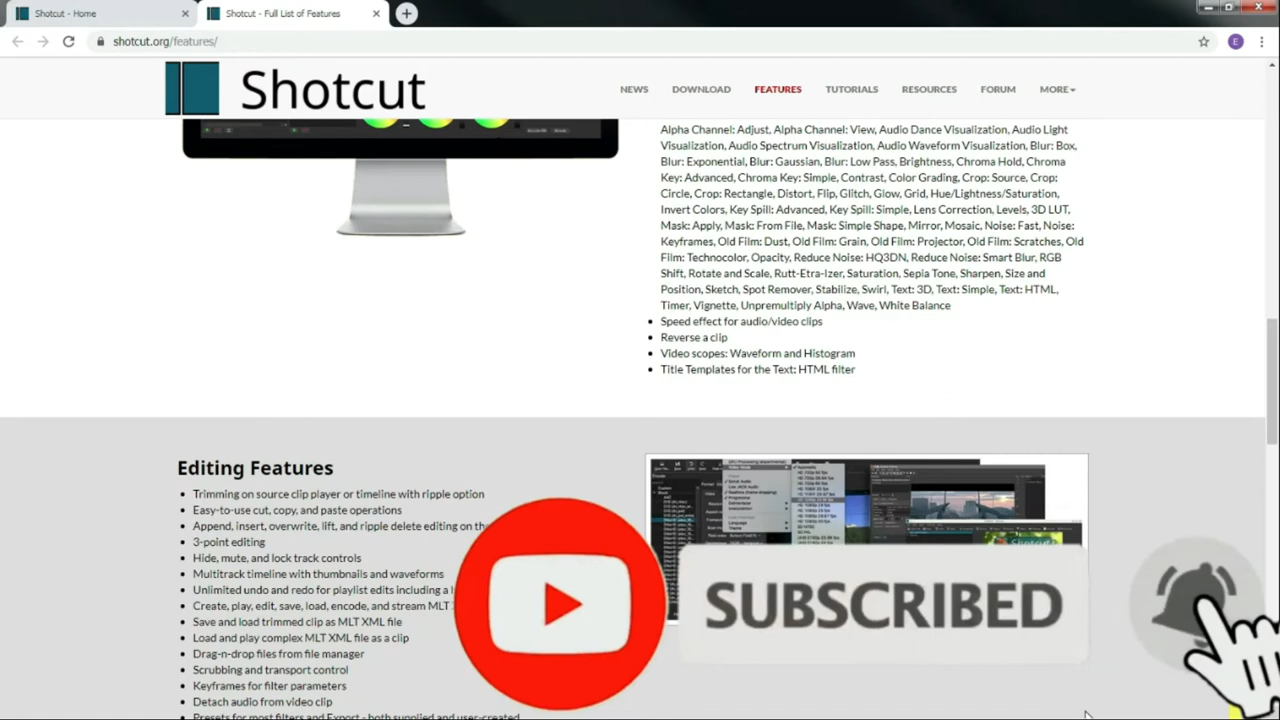 Shotcut - Home
Shotcut - Full List of Features
shotcut.org/features/
E
Shotcut
NEWS DOWNLOAD FEATURES TUTORIALS RESOURCES FORUM MORE
Alpha Channel: Adjust, Alpha Channel: View, Audio Dance Visualization, Audio Light
Visualization, Audio Spectrum Visualization, Audio Waveform Visualization, Blur: Box,
Blur: Exponential, Blur: Gaussian, Blur: Low Pass, Brightness, Chroma Hold, Chroma
Key: Advanced, Chroma Key: Simple, Contrast, Color Grading, Crop: Source, Crop:
Circle, Crop: Rectangle, Distort, Flip, Glitch, Glow, Grid, Hue/Lightness/Saturation,
Invert Colors, Key Spill: Advanced, Key Spill: Simple, Lens Correction, Levels, 3D LUT,
Mask: Apply, Mask: From File, Mask: Simple Shape, Mirror, Mosaic, Noise: Fast, Noise:
Keyframes, Old Film: Dust, Old Film: Grain, Old Film: Projector, Old Film: Scratches, Old
Film: Technocolor, Opacity, Reduce Noise: HQ3DN, Reduce Noise: Smart Blur, RGB
Shift, Rotate and Scale, Rutt-Etra-Izer, Saturation, Sepia Tone, Sharpen, Size and
Position, Sketch, Spot Remover, Stabilize, Swirl, Text: 3D, Text: Simple, Text: HTML,
Timer, Vignette, Unpremultiply Alpha, Wave, White Balance
Speed effect for audio/video clips
Reverse a clip
Video scopes: Waveform and Histogram
Title Templates for the Text: HTML filter
Editing Features
Trimming on source clip player or timeline with ripple option
Easy-to-use cut, copy, and paste operations
Append, insert, overwrite, lift, and ripple delete editing on the
3-point editing
Hide, mute, and lock track controls
Multitrack timeline with thumbnails and waveforms
Unlimited undo and redo for playlist edits including a
Create, play, edit, save, load, encode, and stream MLT
Save and load trimmed clip as MLT XML file
Load and play complex MLT XML file as a clip
Drag-n-drop files from file manager
Scrubbing and transport control
Keyframes for filter parameters
Detach audio from video clip
Presets for most filters and Export - both supplied and user-created
SUBSCRIBED